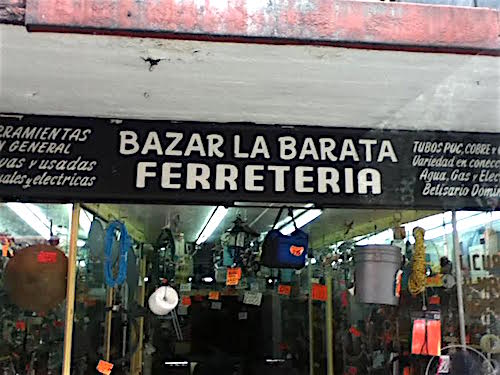 BAZAR LA BARATA
FERRETERIA
RRAMIENTAS
N GENERAL
vas y usadas
uales y electricas
TUBOS PVC, COBRE Y
Variedad en conec
Agua, Gas y Elec
Belisario Domi